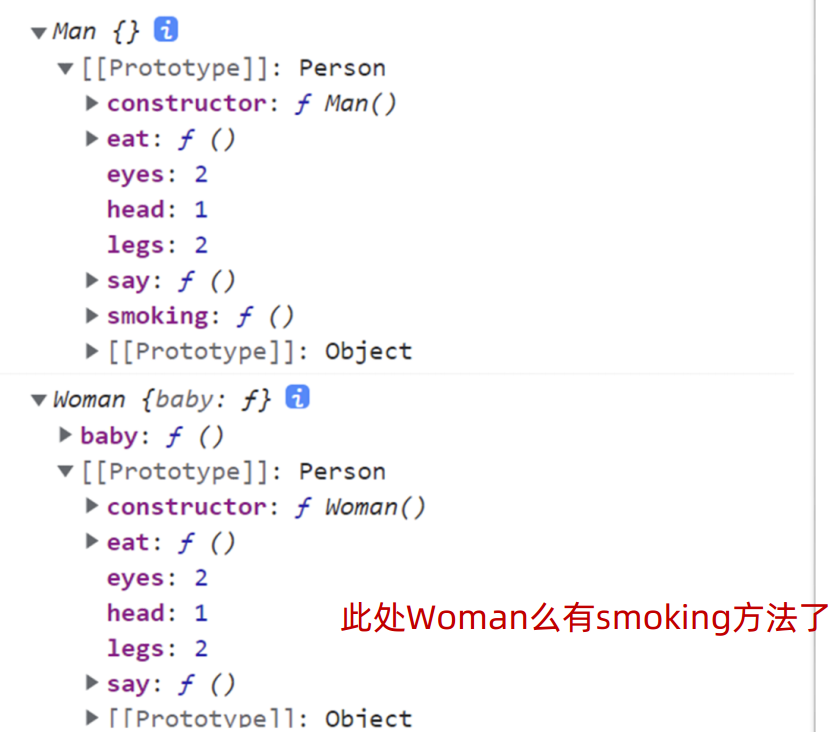 Man {} i
[[Prototype]]: Person
constructor: ƒ Man()
eat: ƒ ()
eyes: 2
head: 1
legs: 2
say: ƒ ()
smoking: ƒ ()
[[Prototype]]: Object
Woman {baby: ƒ} i
baby: ƒ ()
[[Prototype]]: Person
constructor: ƒ Woman()
eat: ƒ ()
eyes: 2
head: 1
此处Woman么有smoking方法了
legs: 2
say: ƒ ()
[[Prototype]]: Object